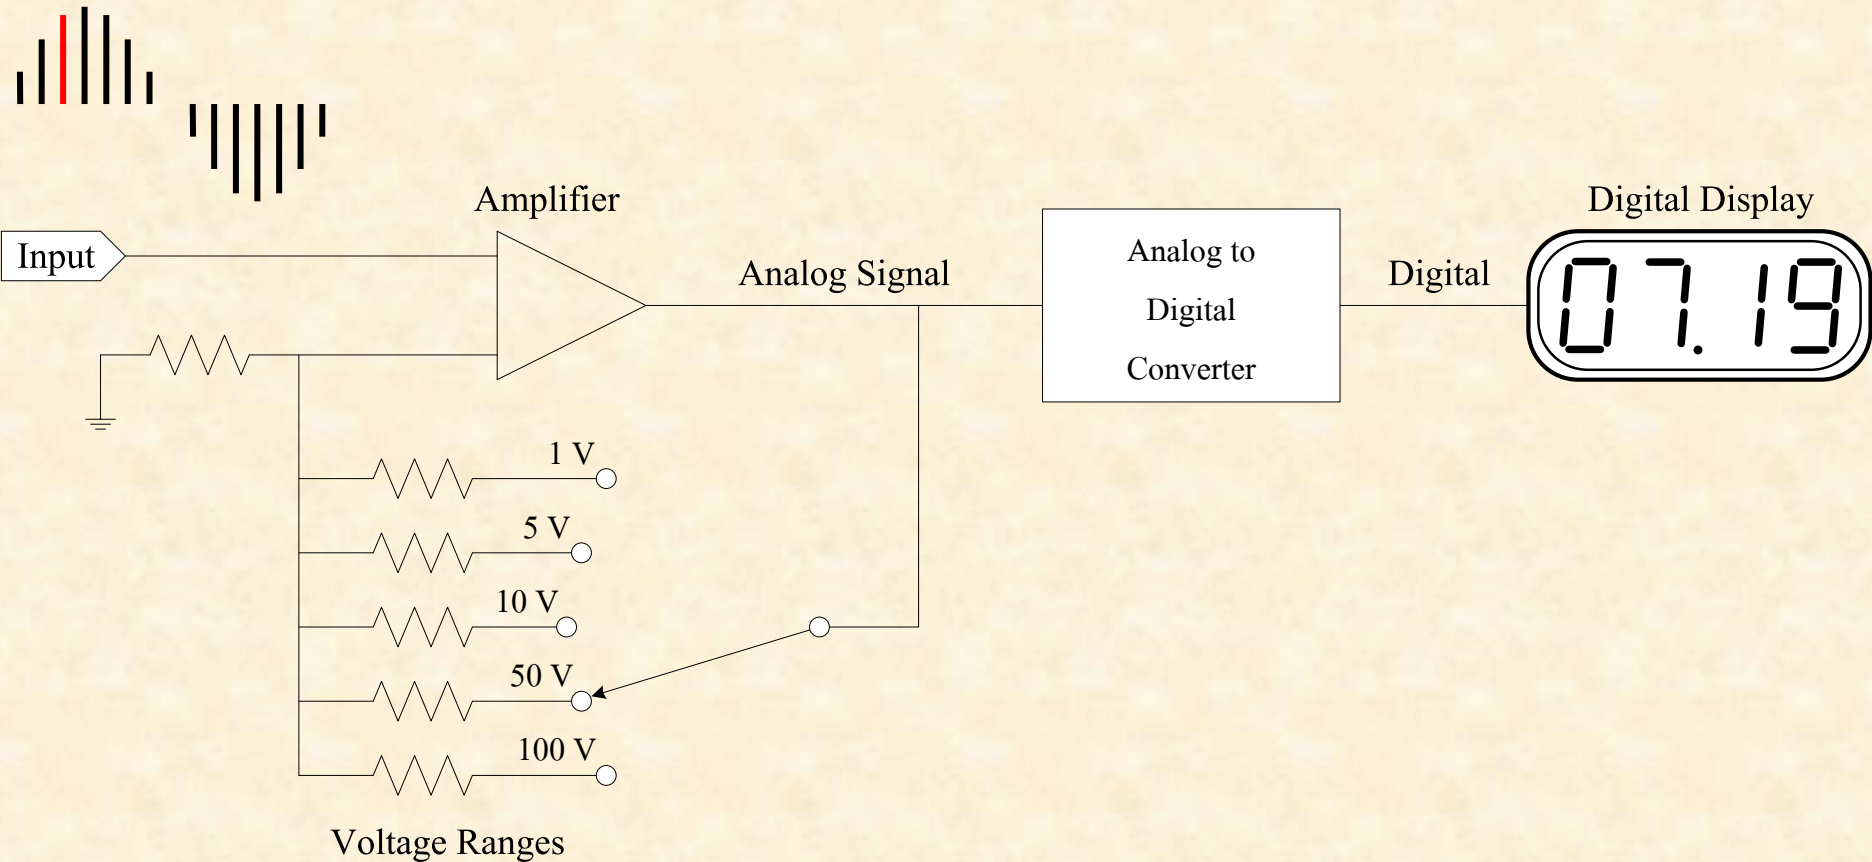 Amplifier
Digital Display
Input
Analog Signal
Analog to
Digital
Converter
Digital
07.19
1 V
5 V
10 V
50 V
100 V
Voltage Ranges